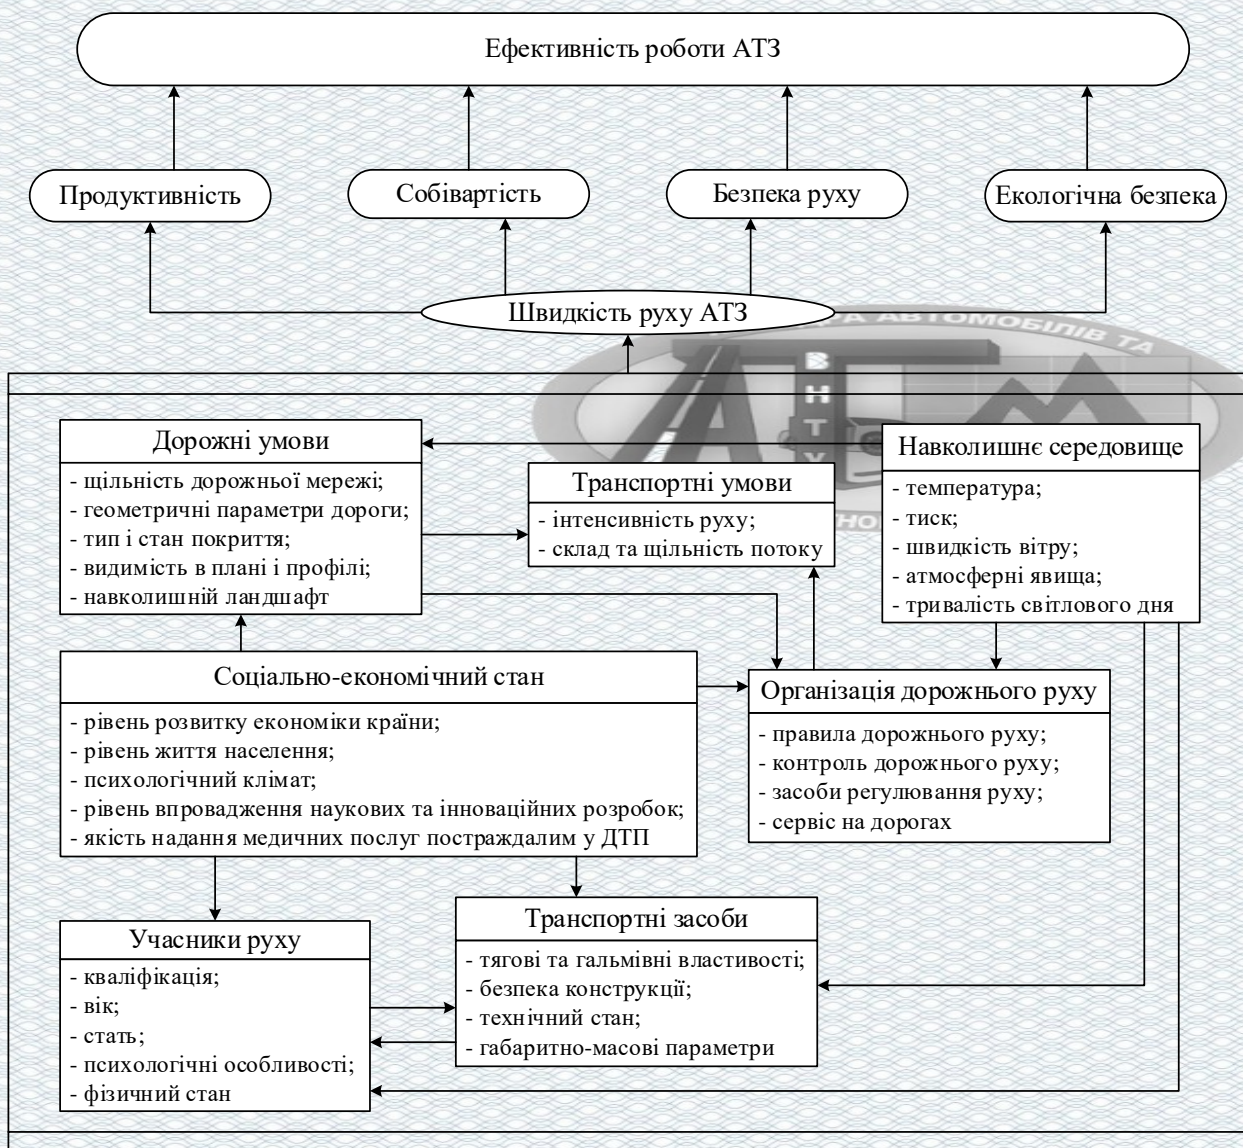 Ефективність роботи АТЗ
Продуктивність
Собівартість
Безпека руху
Екологічна безпека
Швидкість руху АТЗ
РА АВТОМОБІЛІВ ТА
ВНТУ
Дорожні умови
- щільність дорожньої мережі;
- геометричні параметри дороги;
- тип і стан покриття;
- видимість в плані і профілі;
- навколишній ландшафт
Транспортні умови
- інтенсивність руху;
- склад та щільність потоку
Навколишнє середовище
- температура;
- тиск;
- швидкість вітру;
- атмосферні явища;
- тривалість світлового дня
Соціально-економічний стан
- рівень розвитку економіки країни;
- рівень життя населення;
- психологічний клімат;
- рівень впровадження наукових та інноваційних розробок;
- якість надання медичних послуг постраждалим у ДТП
Організація дорожнього руху
- правила дорожнього руху;
- контроль дорожнього руху;
- засоби регулювання руху;
- сервіс на дорогах
Учасники руху
- кваліфікація;
- вік;
- стать;
- психологічні особливості;
- фізичний стан
Транспортні засоби
- тягові та гальмівні властивості;
- безпека конструкції;
- технічний стан;
- габаритно-масові параметри